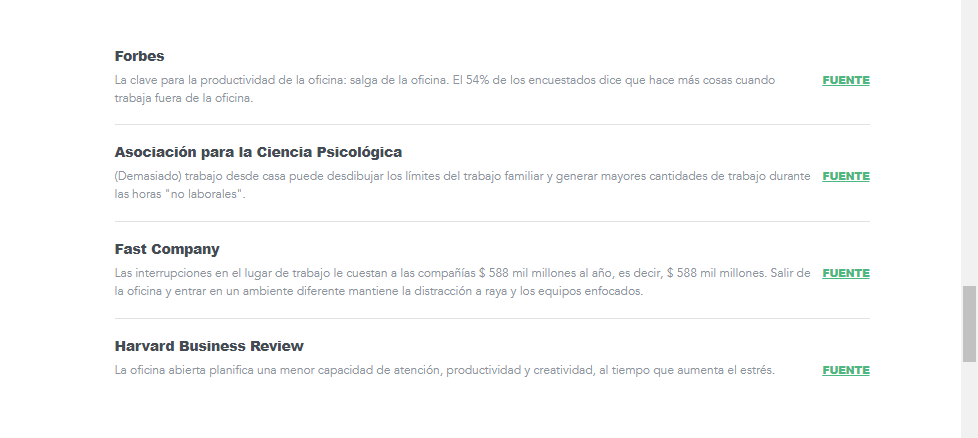 Forbes
La clave para la productividad de la oficina: salga de la oficina. El 54% de los encuestados dice que hace más cosas cuando
trabaja fuera de la oficina.
FUENTE
Asociación para la Ciencia Psicológica
(Demasiado) trabajo desde casa puede desdibujar los límites del trabajo familiar y generar mayores cantidades de trabajo durante
las horas "no laborales".
FUENTE
Fast Company
Las interrupciones en el lugar de trabajo le cuestan a las compañías $ 588 mil millones al año, es decir, $ 588 mil millones. Salir de
la oficina y entrar en un ambiente diferente mantiene la distracción a raya y los equipos enfocados.
FUENTE
Harvard Business Review
La oficina abierta planifica una menor capacidad de atención, productividad y creatividad, al tiempo que aumenta el estrés.
FUENTE